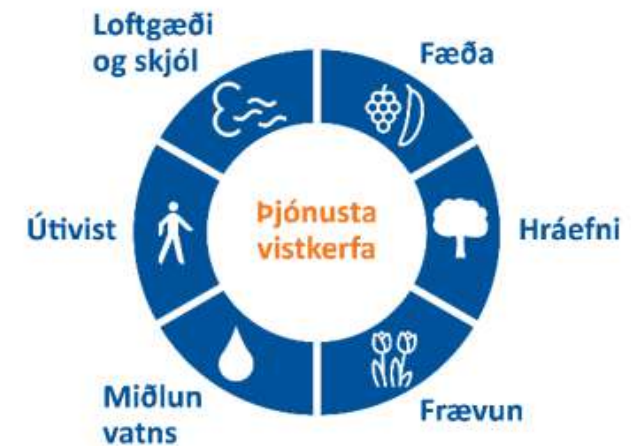 Loftgæði
og skjól
Fæða
Útivist
Þjónusta
vistkerfa
Hráefni
Miðlun
vatns
Frævun